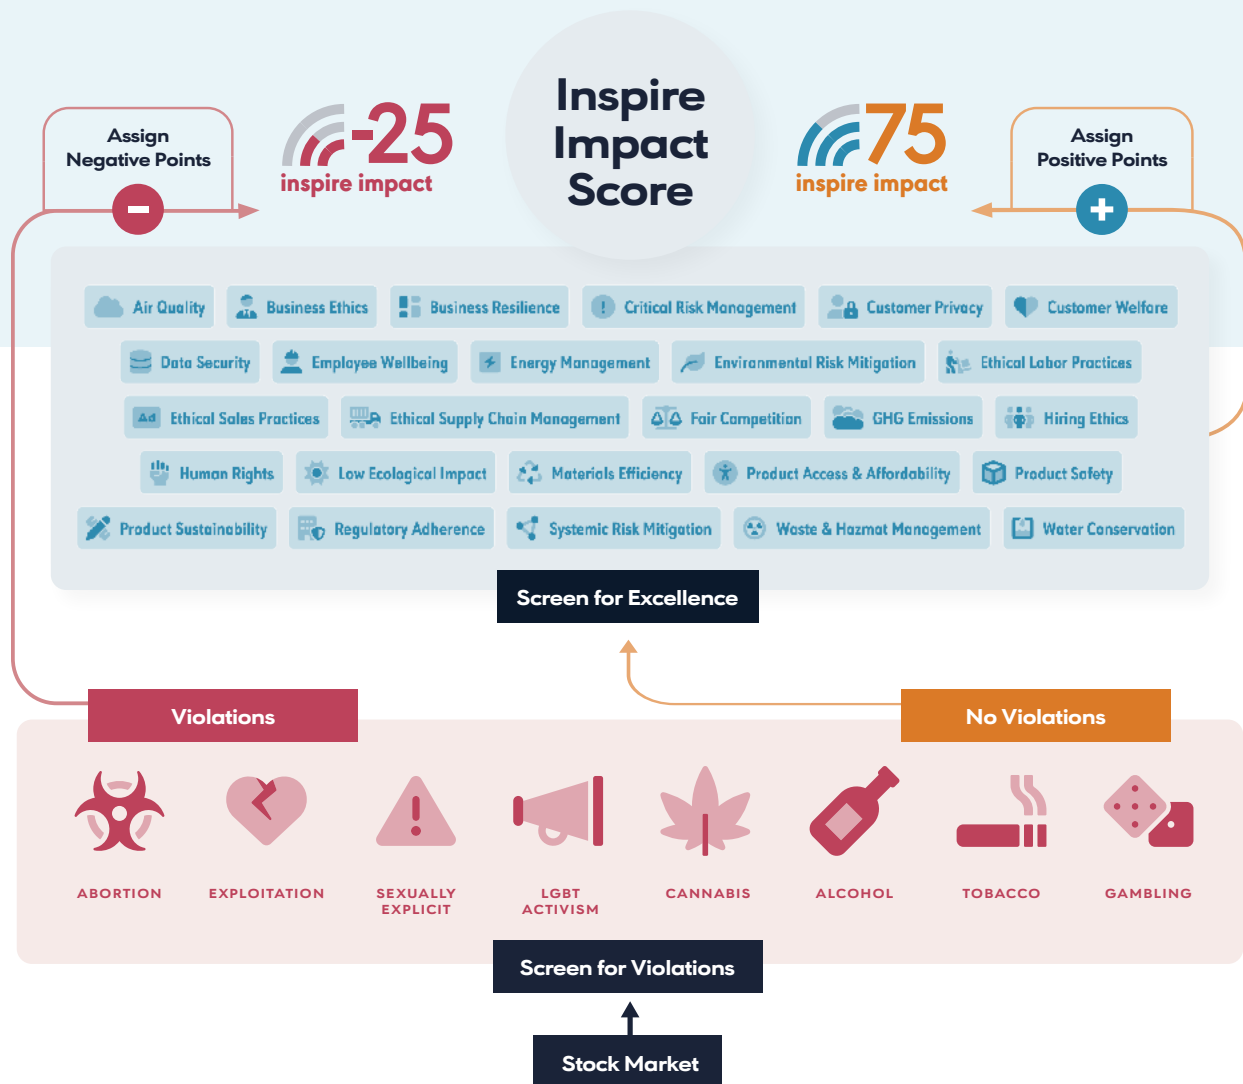 Inspire
Impact
Score
Assign
Negative Points
-25
inspire impact
75
inspire impact
Assign
Positive Points
Air Quality
Business Ethics
Business Resilience
Critical Risk Management
Customer Privacy
Customer Welfare
Data Security
Employee Wellbeing
Energy Management
Environmental Risk Mitigation
Ethical Labor Practices
Ad
Ethical Sales Practices
Ethical Supply Chain Management
Fair Competition
GHG Emissions
Hiring Ethics
Human Rights
Low Ecological Impact
Materials Efficiency
Product Access & Affordability
Product Safety
Product Sustainability
Regulatory Adherence
Systemic Risk Mitigation
Waste & Hazmat Management
Water Conservation
Screen for Excellence
Violations
No Violations
ABORTION
EXPLOITATION
SEXUALLY
EXPLICIT
LGBT
ACTIVISM
CANNABIS
ALCOHOL
TOBACCO
GAMBLING
Screen for Violations
Stock Market